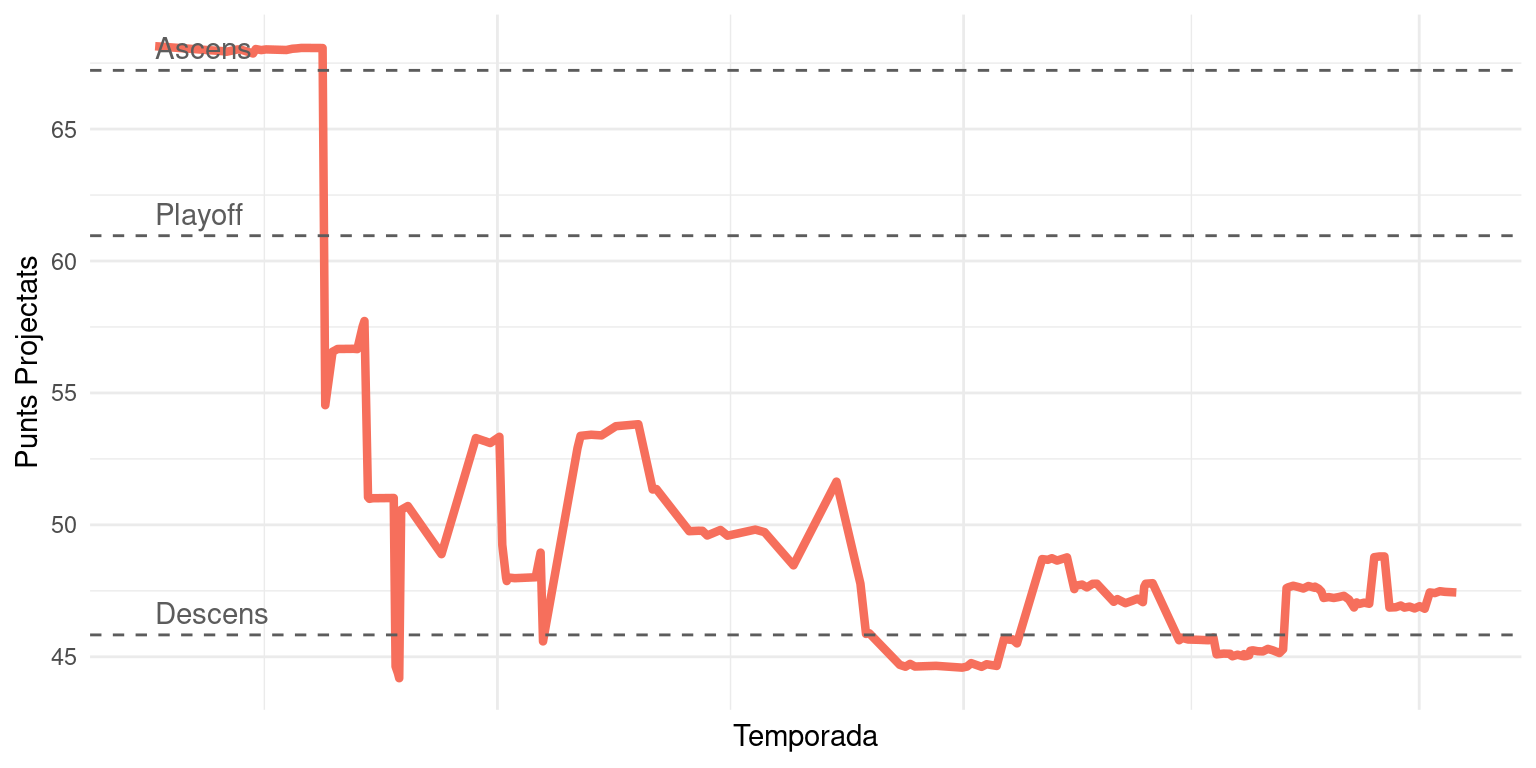 Ascens
65
Playoff
60
55
50
Descens
45
Punts Projectats
Temporada